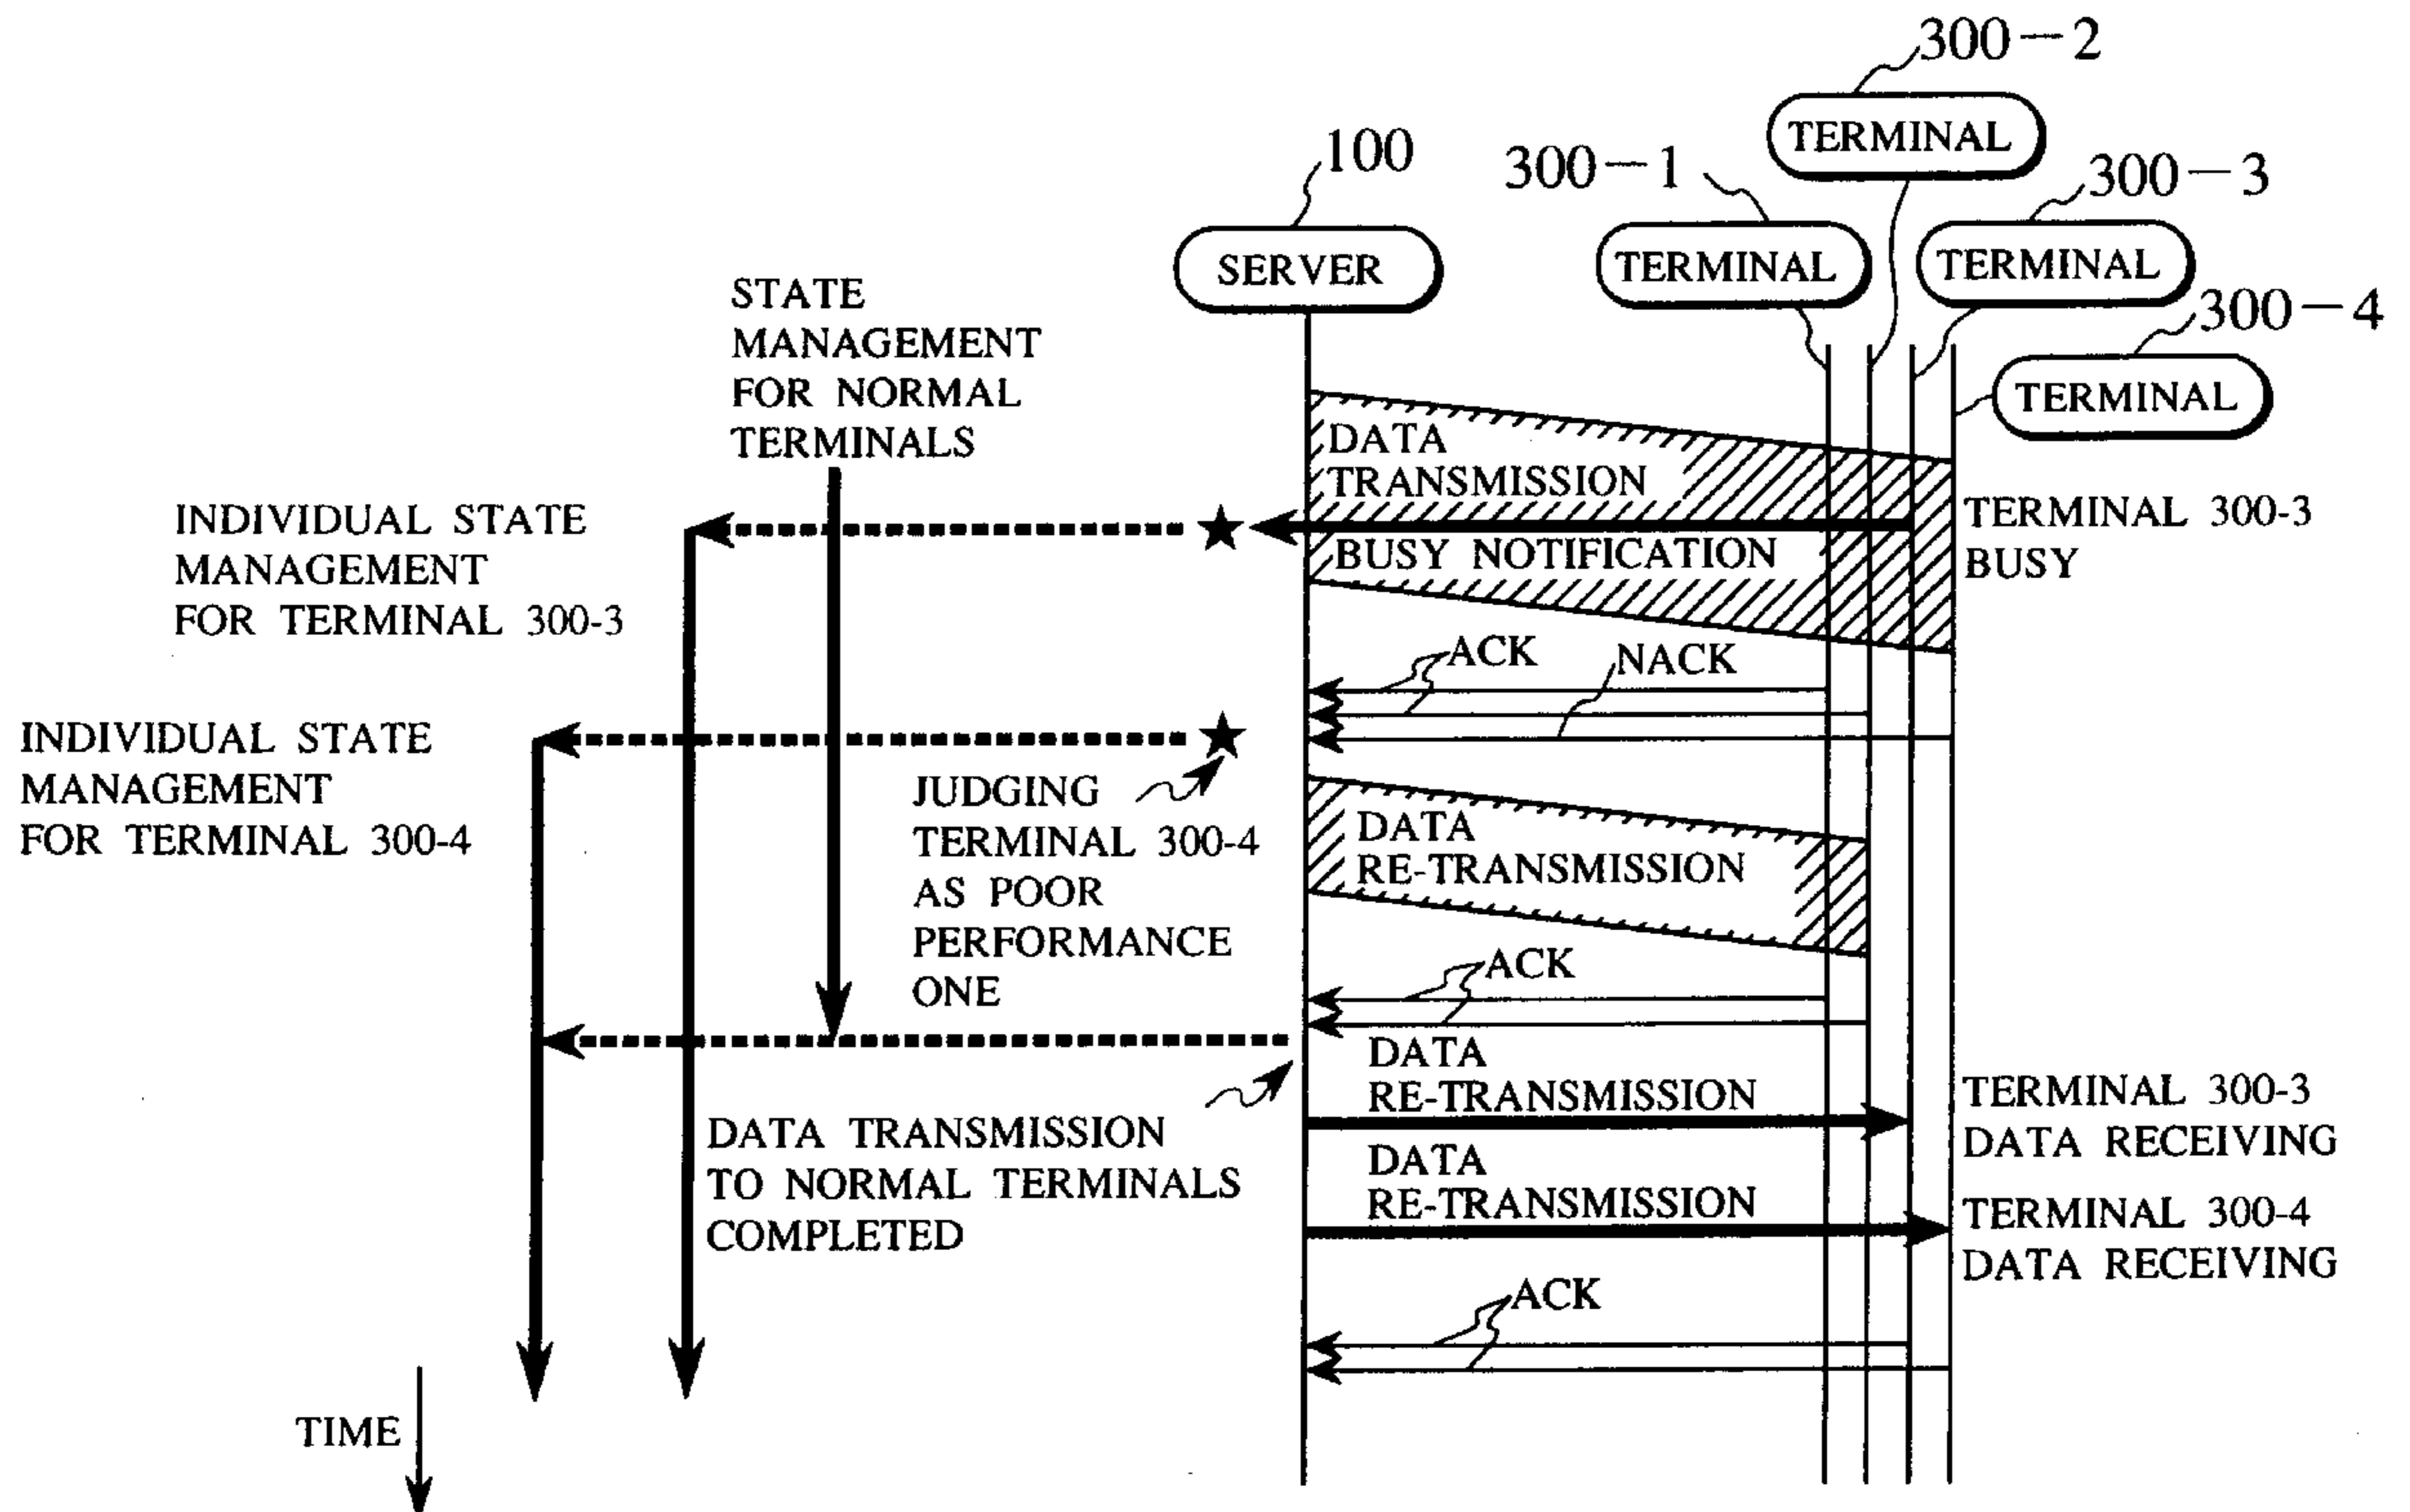 300-2
TERMINAL
100
300-1
300-3
SERVER
TERMINAL
TERMINAL
300-4
TERMINAL
STATE
MANAGEMENT
FOR NORMAL
TERMINALS
DATA
TRANSMISSION
BUSY NOTIFICATION
TERMINAL 300-3
BUSY
INDIVIDUAL STATE
MANAGEMENT
FOR TERMINAL 300-3
ACK
NACK
INDIVIDUAL STATE
MANAGEMENT
FOR TERMINAL 300-4
JUDGING
TERMINAL 300-4
AS POOR
PERFORMANCE
ONE
DATA
RE-TRANSMISSION
ACK
DATA
RE-TRANSMISSION
TERMINAL 300-3
DATA RECEIVING
DATA TRANSMISSION
TO NORMAL TERMINALS
COMPLETED
DATA
RE-TRANSMISSION
TERMINAL 300-4
DATA RECEIVING
ACK
TIME